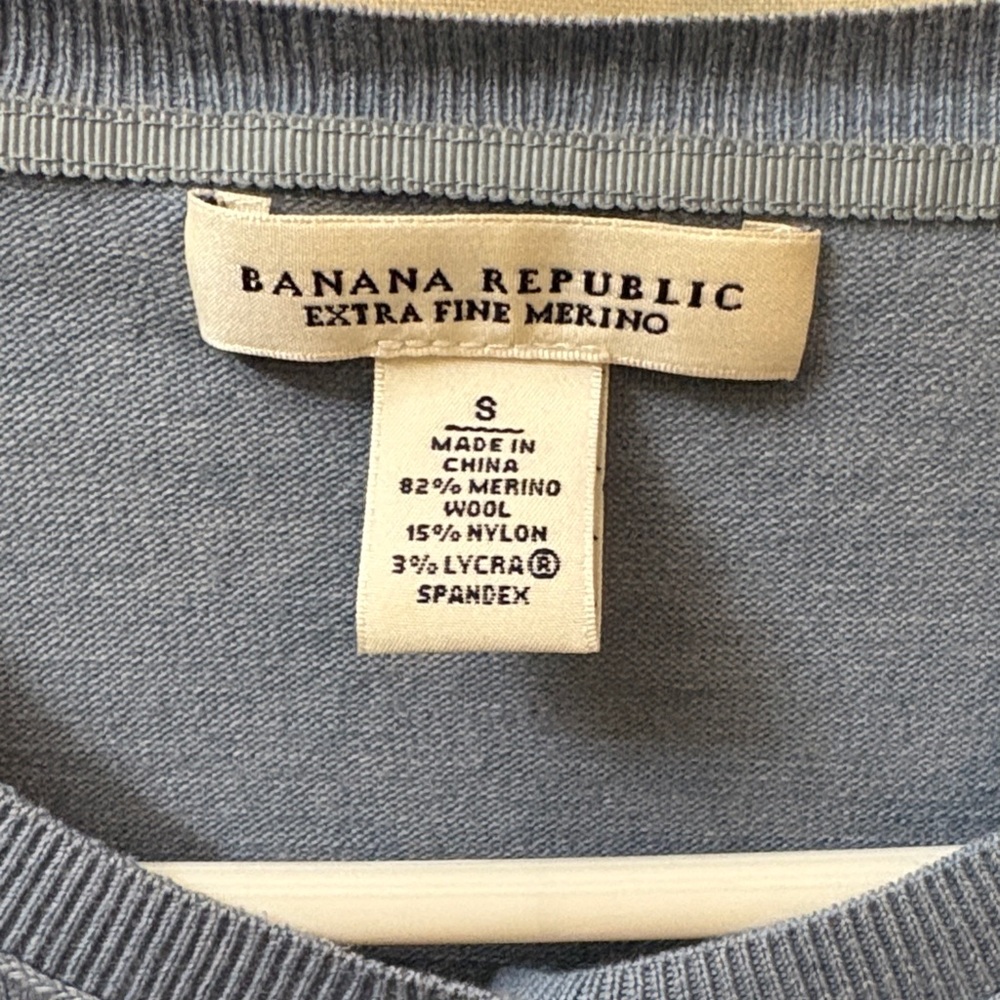 BANANA REPUBLIC
EXTRA FINE MERINO
S
MADE IN
CHINA
82% MERINO
WOOL
15% NYLON
3% LYCRA®
SPANDEX